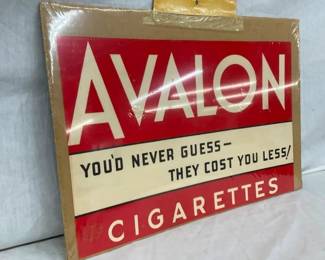 AVALON
YOU'D NEVER GUESS—
THEY COST YOU LESS!
CIGARETTES